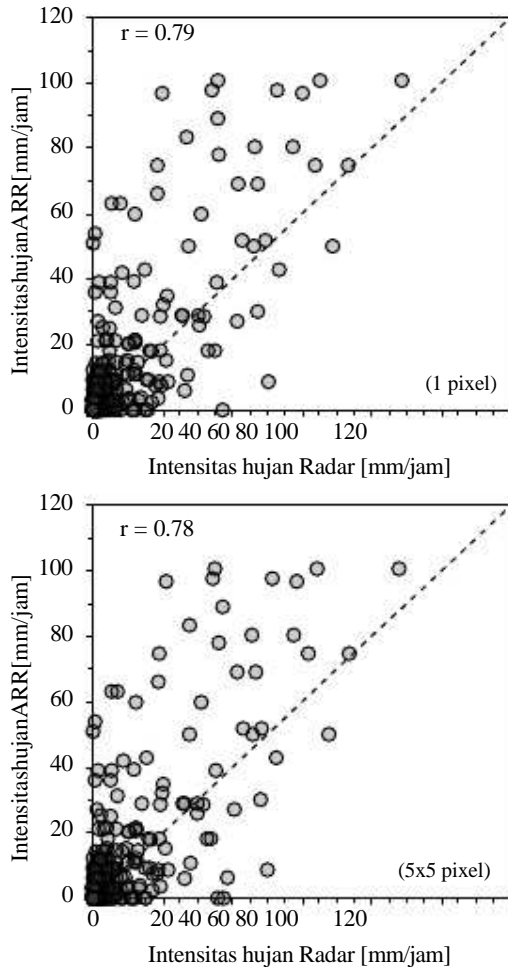 120
r = 0.79
100
80
60
40
20
0
IntensitashujanARR[mm/jam]
(1 pixel)
0 20 40 60 80 100 120
Intensitas hujan Radar [mm/jam]
120
r = 0.78
100
80
60
40
20
0
IntensitashujanARR[mm/jam]
(5x5 pixel)
0 20 40 60 80 100 120
Intensitas hujan Radar [mm/jam]